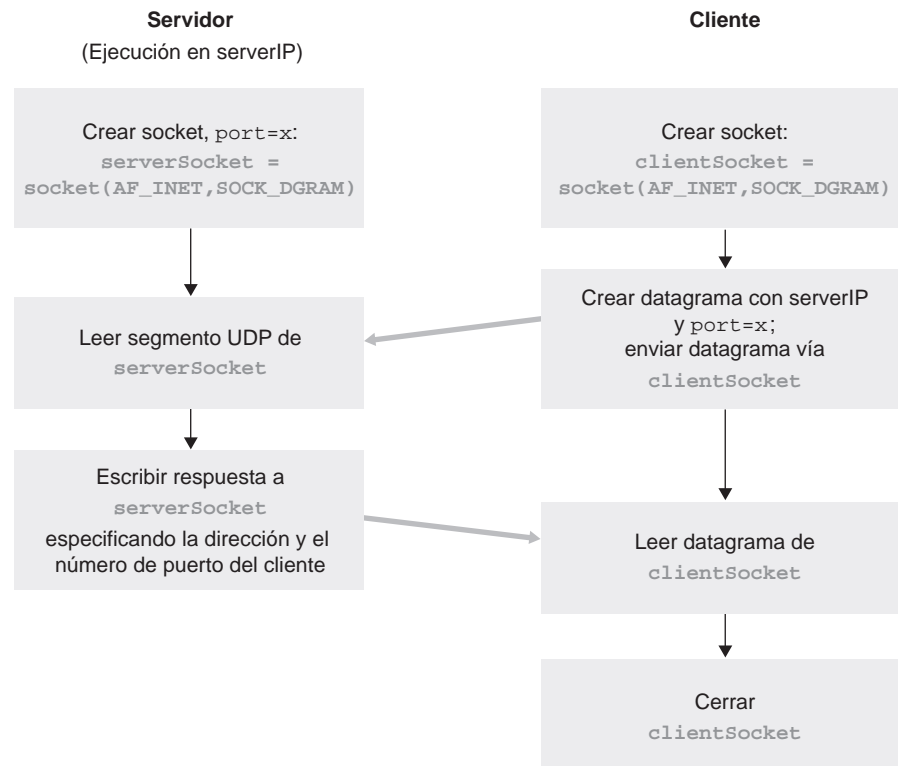 Servidor
(Ejecución en serverIP)
Crear socket, port=x:
serverSocket =
socket(AF_INET,SOCK_DGRAM)
Leer segmento UDP de
serverSocket
Escribir respuesta a
serverSocket
especificando la dirección y el
número de puerto del cliente
Cliente
Crear socket:
clientSocket =
socket(AF_INET,SOCK_DGRAM)
Crear datagrama con serverIP
y port=x;
enviar datagrama vía
clientSocket
Leer datagrama de
clientSocket
Cerrar
clientSocket